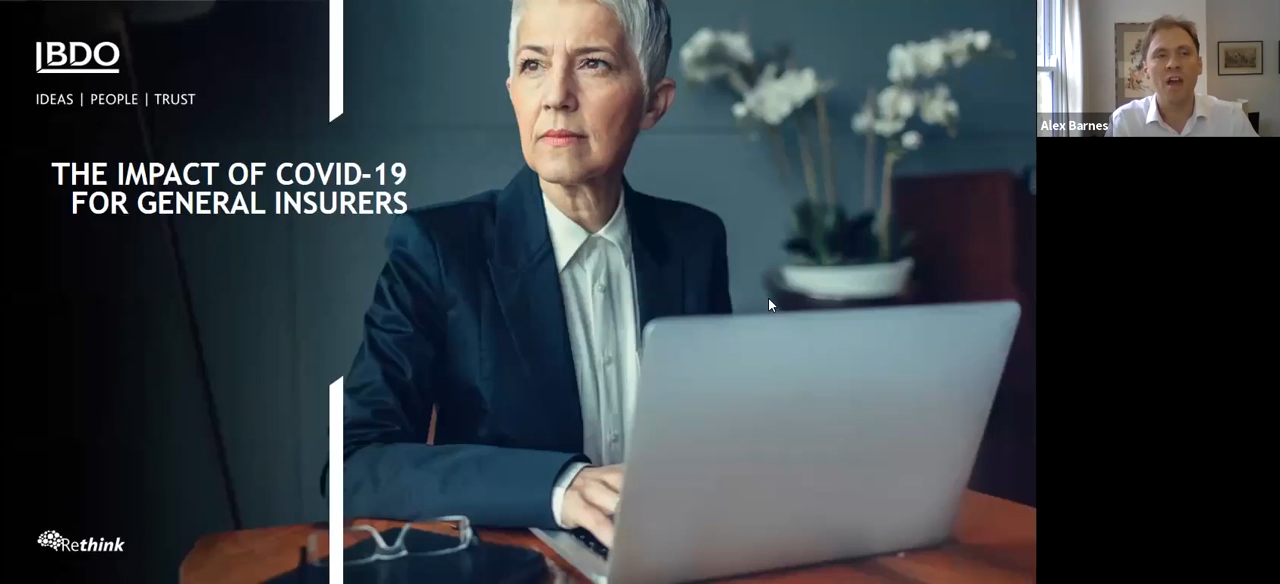 BDO
IDEAS | PEOPLE | TRUST
THE IMPACT OF COVID-19
FOR GENERAL INSURERS
Rethink
Alex Barnes